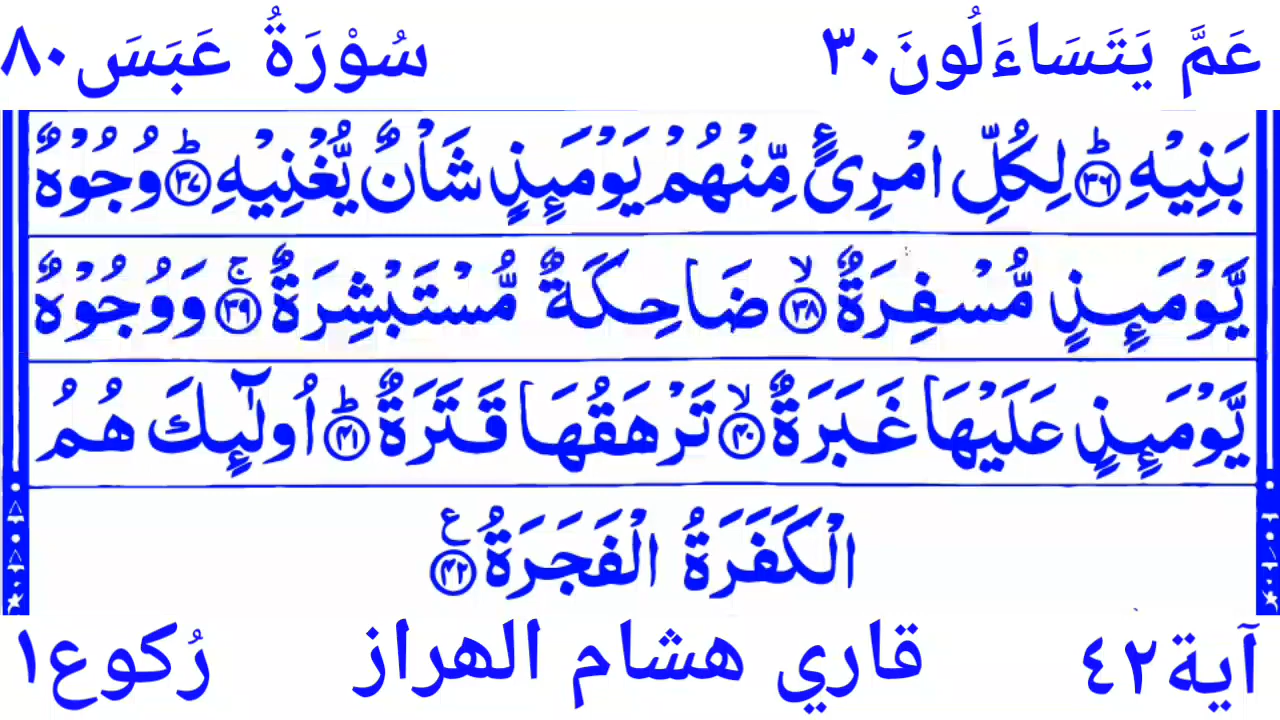 عَمَّ يَتَسَاءَلُونَ٣٠ سُوْرَةُ عَبَسَ٨٠
بَنِيْهِؕ۝۳۶ لِكُلِّ امْرِیٴٍ مِّنْهُمْ يَوْمَىِٕذٍ شَاْنٌ يُّغْنِيْهِؕ۝۳۷ وُجُوْهٌ
يَّوْمَىِٕذٍ مُّسْفِرَةٌۙ۝۳۸ ضَاحِكَةٌ مُّسْتَبْشِرَةٌۚ۝۳۹ وَوُجُوْهٌ
يَّوْمَىِٕذٍ عَلَيْهَا غَبَرَةٌۙ۝۴۰ تَرْهَقُهَا قَتَرَةٌؕ۝۴۱ اُولٰٓىِٕكَ هُمُ
الْكَفَرَةُ الْفَجَرَةُ۝۴۲ ع
آية٤٢ قاري هشام الهراز رُكوع١